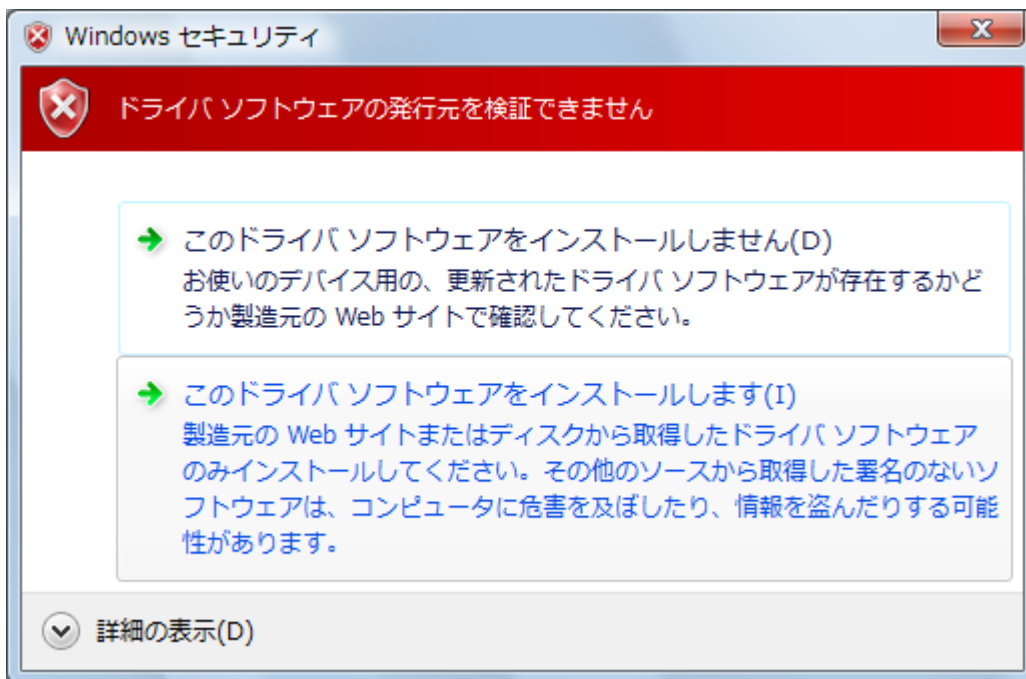 Windows セキュリティ
ドライバ ソフトウェアの発行元を検証できません
このドライバ ソフトウェアをインストールしません(D)
お使いのデバイス用の、更新されたドライバ ソフトウェアが存在するかど
うか製造元の Web サイトで確認してください。
このドライバ ソフトウェアをインストールします(I)
製造元の Web サイトまたはディスクから取得したドライバ ソフトウェア
のみインストールしてください。その他のソースから取得した署名のないソ
フトウェアは、コンピュータに危害を及ぼしたり、情報を盗んだりする可能
性があります。
詳細の表示(D)